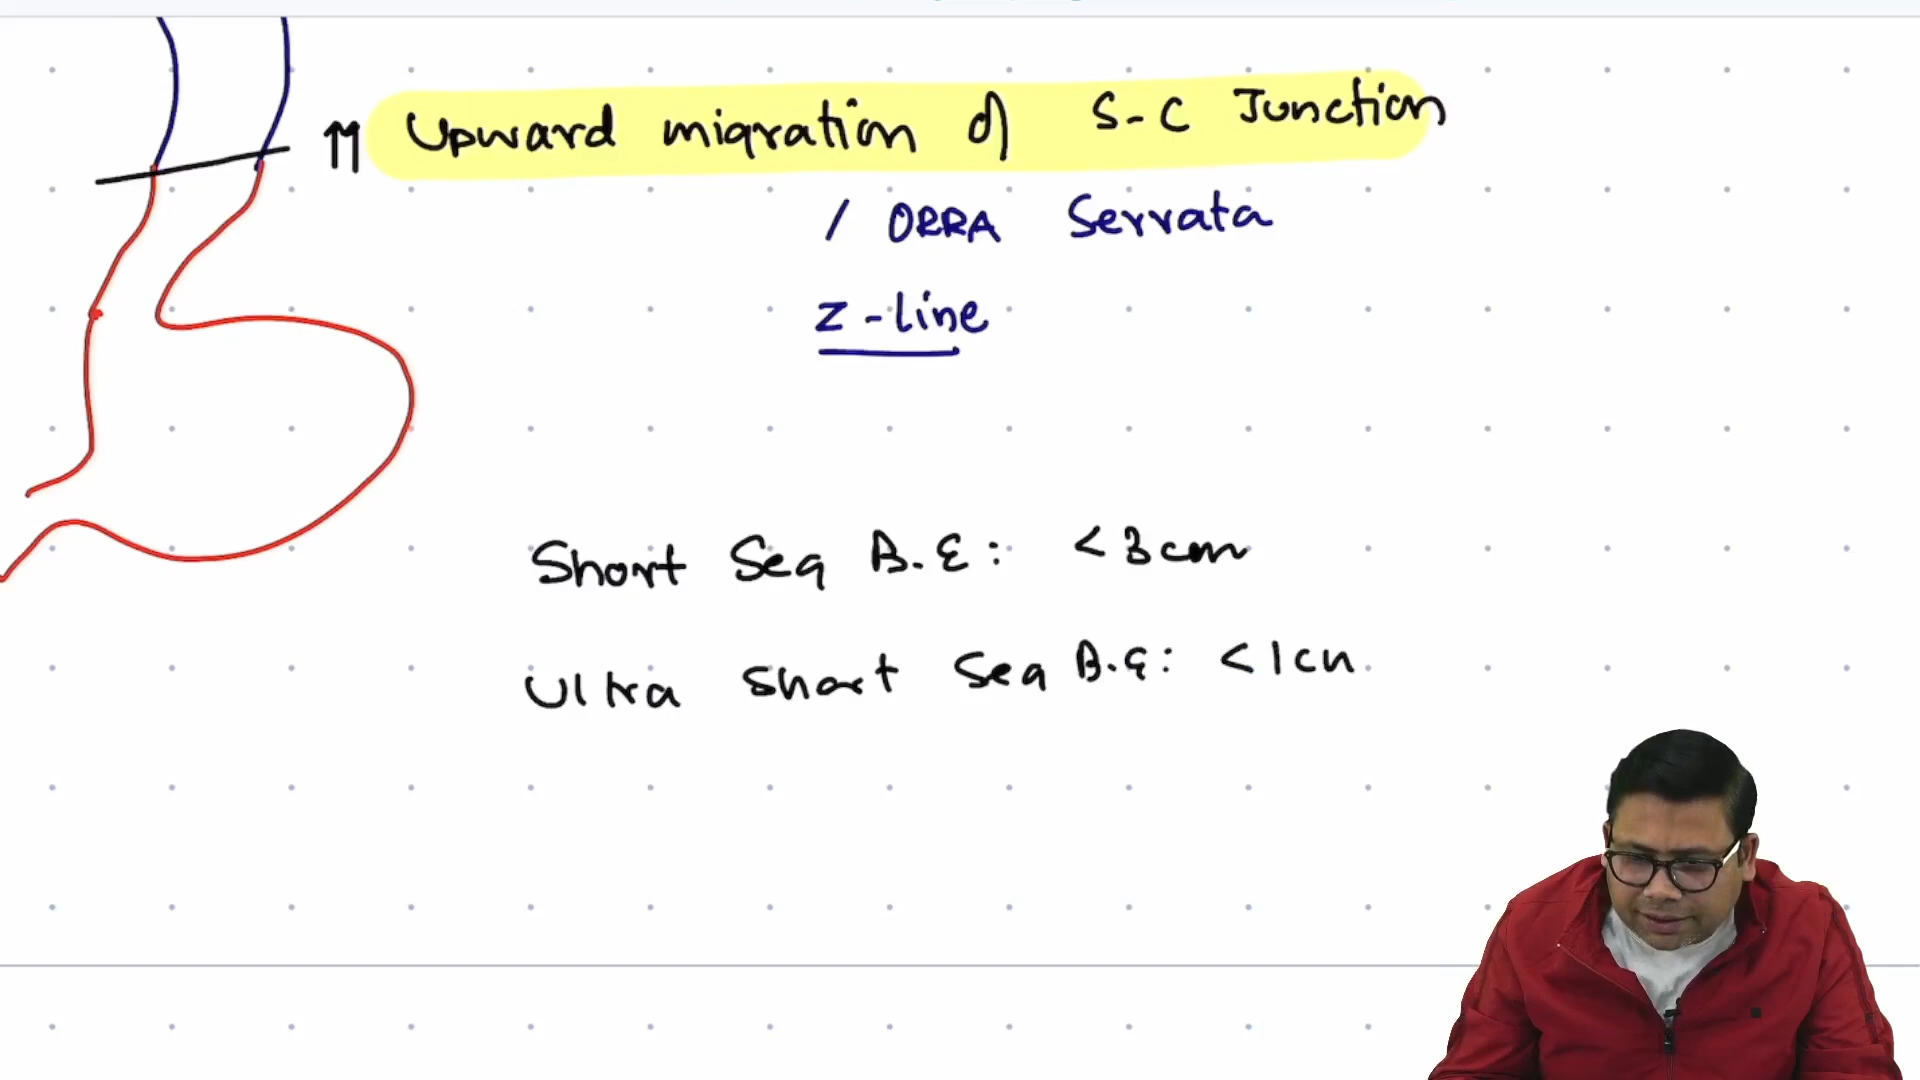 ⇈ Upward migration of S-C Junction
/ ORRA Serrata
Z-line
Short Seg B.E: <3cm
Ultra Short Seg B.E: <1cm